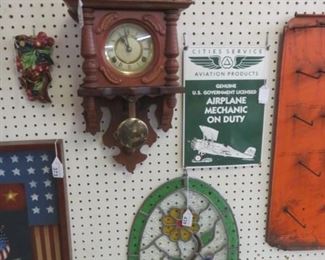 CITIES SERVICE
AVIATION PRODUCTS
GENUINE
U.S. GOVERNMENT LICENSED
AIRPLANE
MECHANIC
ON DUTY